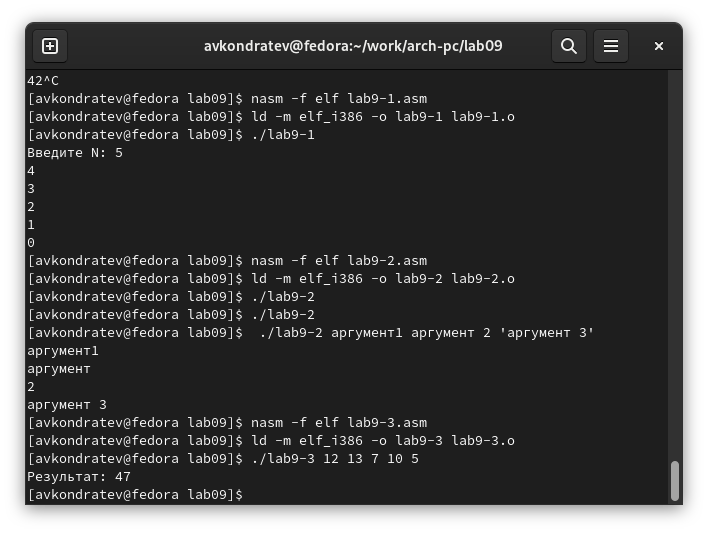 avkondratev@fedora:~/work/arch-pc/lab09
42^C
[avkondratev@fedora lab09]$ nasm -f elf lab9-1.asm
[avkondratev@fedora lab09]$ ld -m elf_i386 -o lab9-1 lab9-1.o
[avkondratev@fedora lab09]$ ./lab9-1
Введите N: 5
4
3
2
1
0
[avkondratev@fedora lab09]$ nasm -f elf lab9-2.asm
[avkondratev@fedora lab09]$ ld -m elf_i386 -o lab9-2 lab9-2.o
[avkondratev@fedora lab09]$ ./lab9-2
[avkondratev@fedora lab09]$ ./lab9-2
[avkondratev@fedora lab09]$  ./lab9-2 аргумент1 аргумент 2 'аргумент 3'
аргумент1
аргумент
2
аргумент 3
[avkondratev@fedora lab09]$ nasm -f elf lab9-3.asm
[avkondratev@fedora lab09]$ ld -m elf_i386 -o lab9-3 lab9-3.o
[avkondratev@fedora lab09]$ ./lab9-3 12 13 7 10 5
Результат: 47
[avkondratev@fedora lab09]$